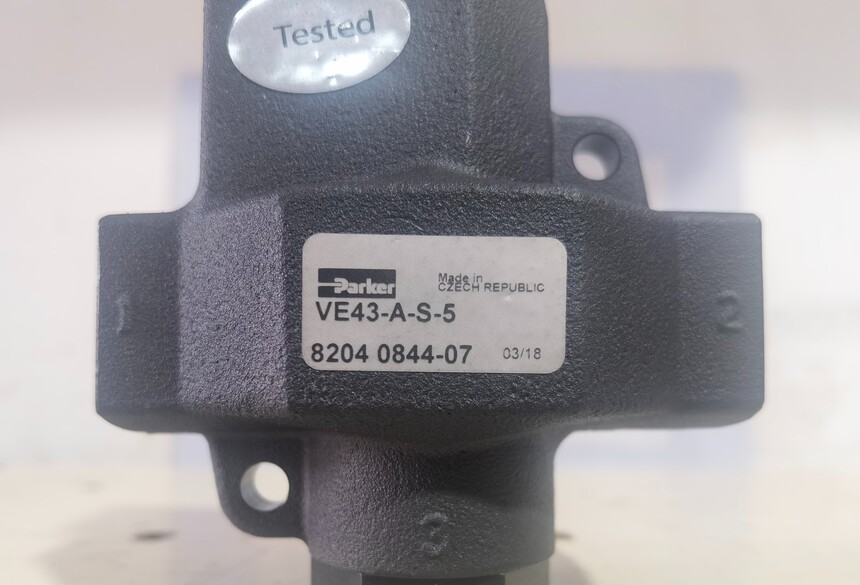 Tested
Parker
Made in
CZECH REPUBLIC
VE43-A-S-5
8204 0844-07 03/18
1
2
3